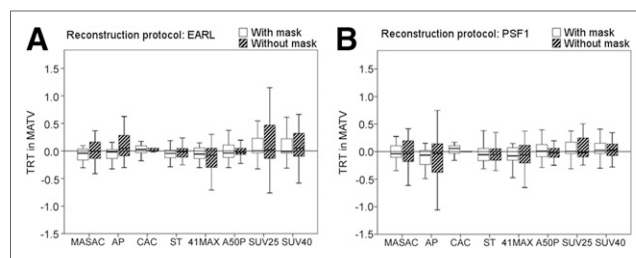 A
Reconstruction protocol: EARL
With mask
Without mask
TRT in MATV
1.5
1.0
0.5
0.0
-0.5
-1.0
-1.5
MASAC AP CAC ST 41MAX A50P SUV25 SUV40
B
Reconstruction protocol: PSF1
With mask
Without mask
TRT in MATV
1.5
1.0
0.5
0.0
-0.5
-1.0
-1.5
MASAC AP CAC ST 41MAX A50P SUV25 SUV40